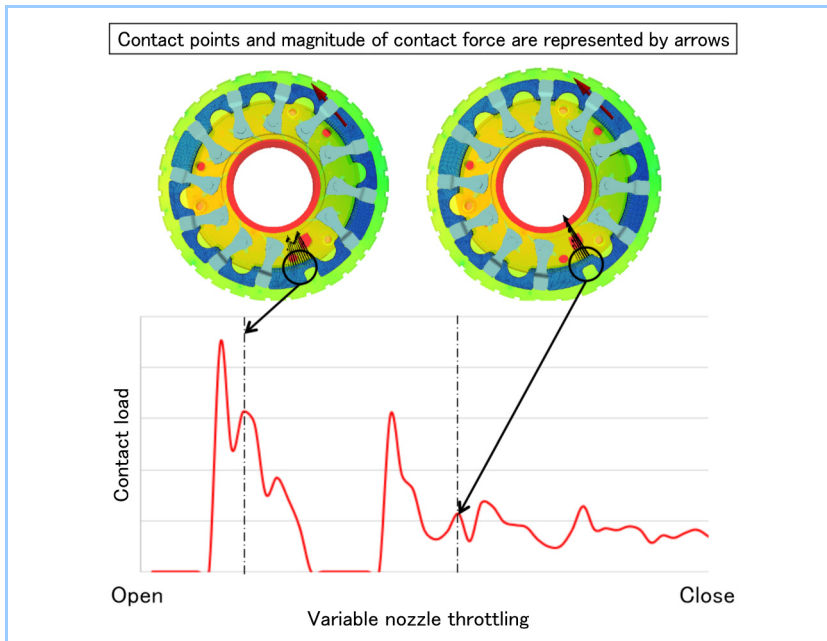 Contact points and magnitude of contact force are represented by arrows
Contact load
Open
Close
Variable nozzle throttling